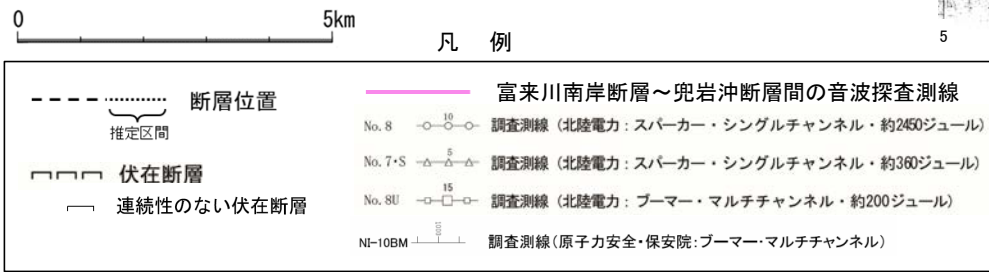 0 5km
5
凡 例
断層位置
推定区間
伏在断層
連続性のない伏在断層
富来川南岸断層～兜岩沖断層間の音波探査測線
No. 8 10 調査測線（北陸電力：スパーカー・シングルチャンネル・約2450ジュール）
No. 7・S 5 調査測線（北陸電力：スパーカー・シングルチャンネル・約360ジュール）
No. 8U 15 調査測線（北陸電力：ブーマー・マルチチャンネル・約200ジュール）
NI-10BM 1000 調査測線(原子力安全・保安院：ブーマー・マルチチャンネル)